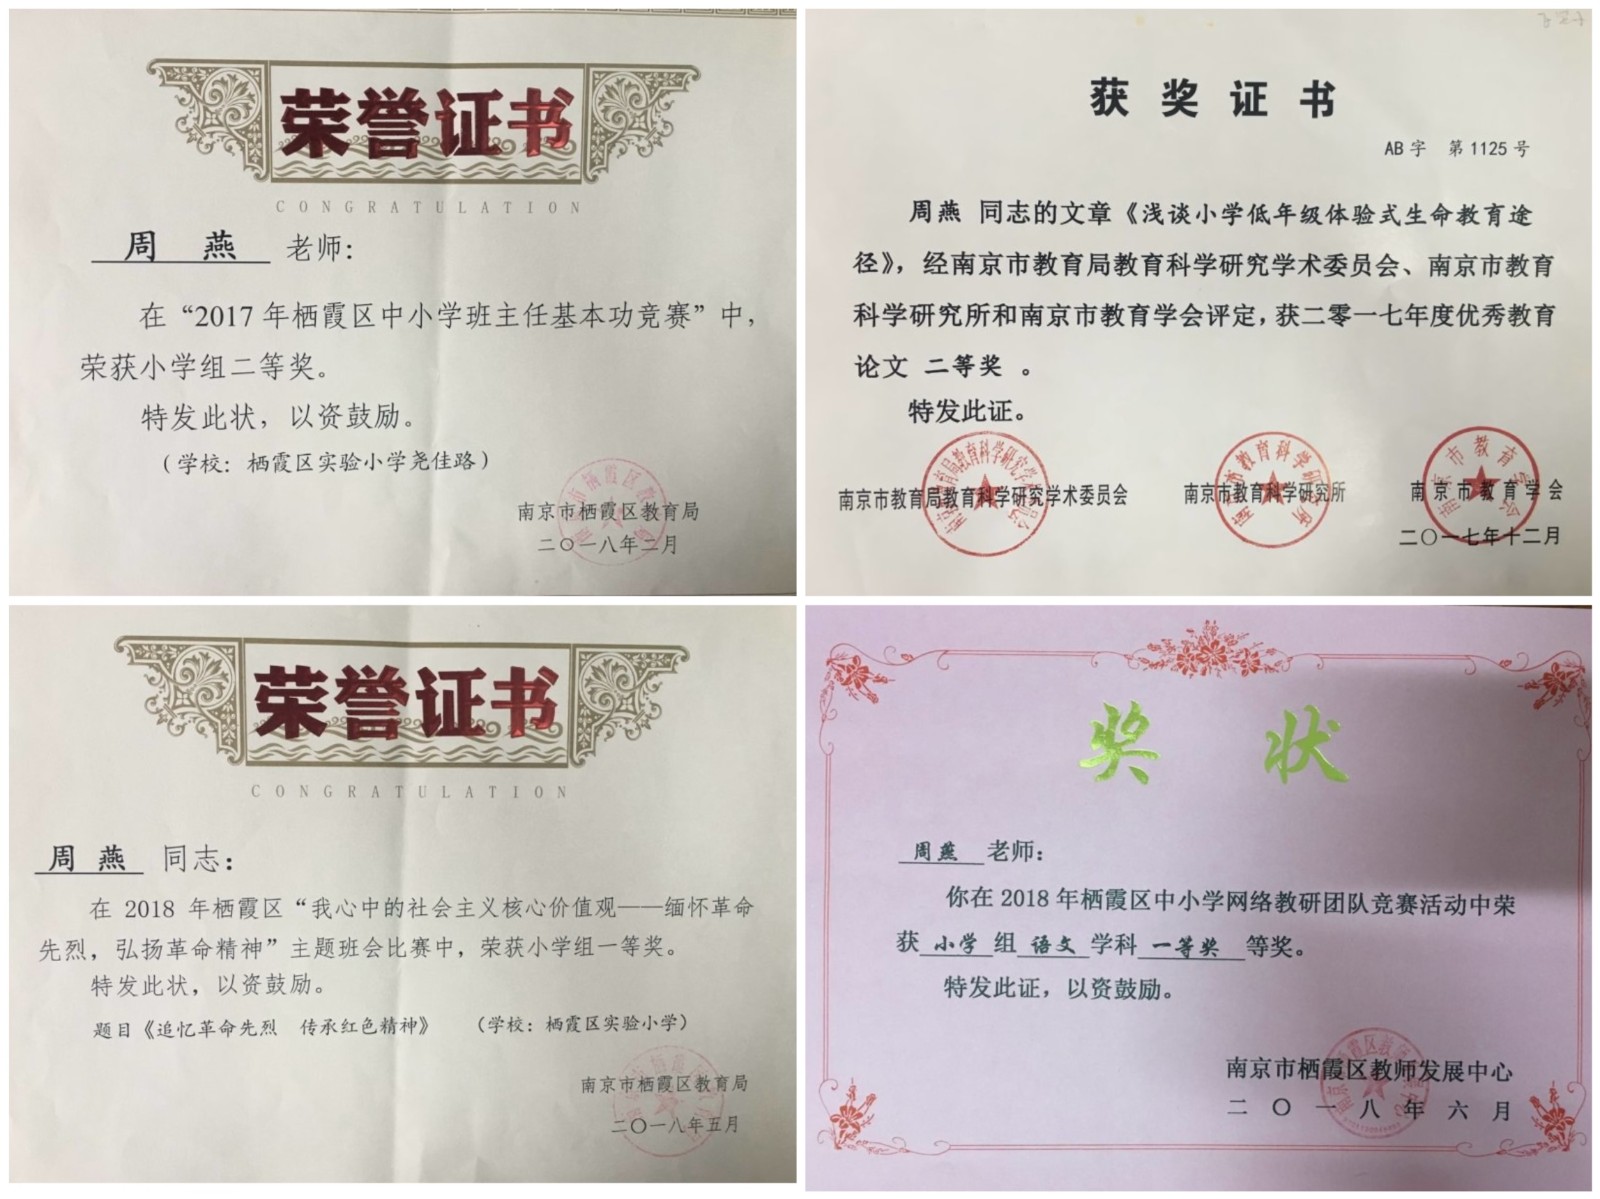 荣誉证书
CONGRATULATION
周 燕 老师：
在“2017年栖霞区中小学班主任基本功竞赛”中，
荣获小学组二等奖。
特发此状，以资鼓励。
（学校：栖霞区实验小学尧佳路）
南京市栖霞区教育局
二〇一八年二月
获奖证书
AB字 第1125号
周燕 同志的文章《浅谈小学低年级体验式生命教育途
径》，经南京市教育局教育科学研究学术委员会、南京市教育
科学研究所和南京市教育学会评定，获二零一七年度优秀教育
论文 二等奖 。
特发此证。
南京市教育局教育科学研究学术委员会 南京市教育科学研究所 南京市教育学会
二〇一七年十二月
荣誉证书
CONGRATULATION
周 燕 同志：
在 2018 年栖霞区“我心中的社会主义核心价值观——缅怀革命
先烈，弘扬革命精神”主题班会比赛中，荣获小学组一等奖。
特发此状，以资鼓励。
题目《追忆革命先烈 传承红色精神》 （学校：栖霞区实验小学）
南京市栖霞区教育局
二〇一八年五月
奖 状
周燕 老师：
你在2018年栖霞区中小学网络教研团队竞赛活动中荣
获 小学 组 语文 学科 一等奖 等奖。
特发此证，以资鼓励。
南京市栖霞区教师发展中心
二〇一八年六月